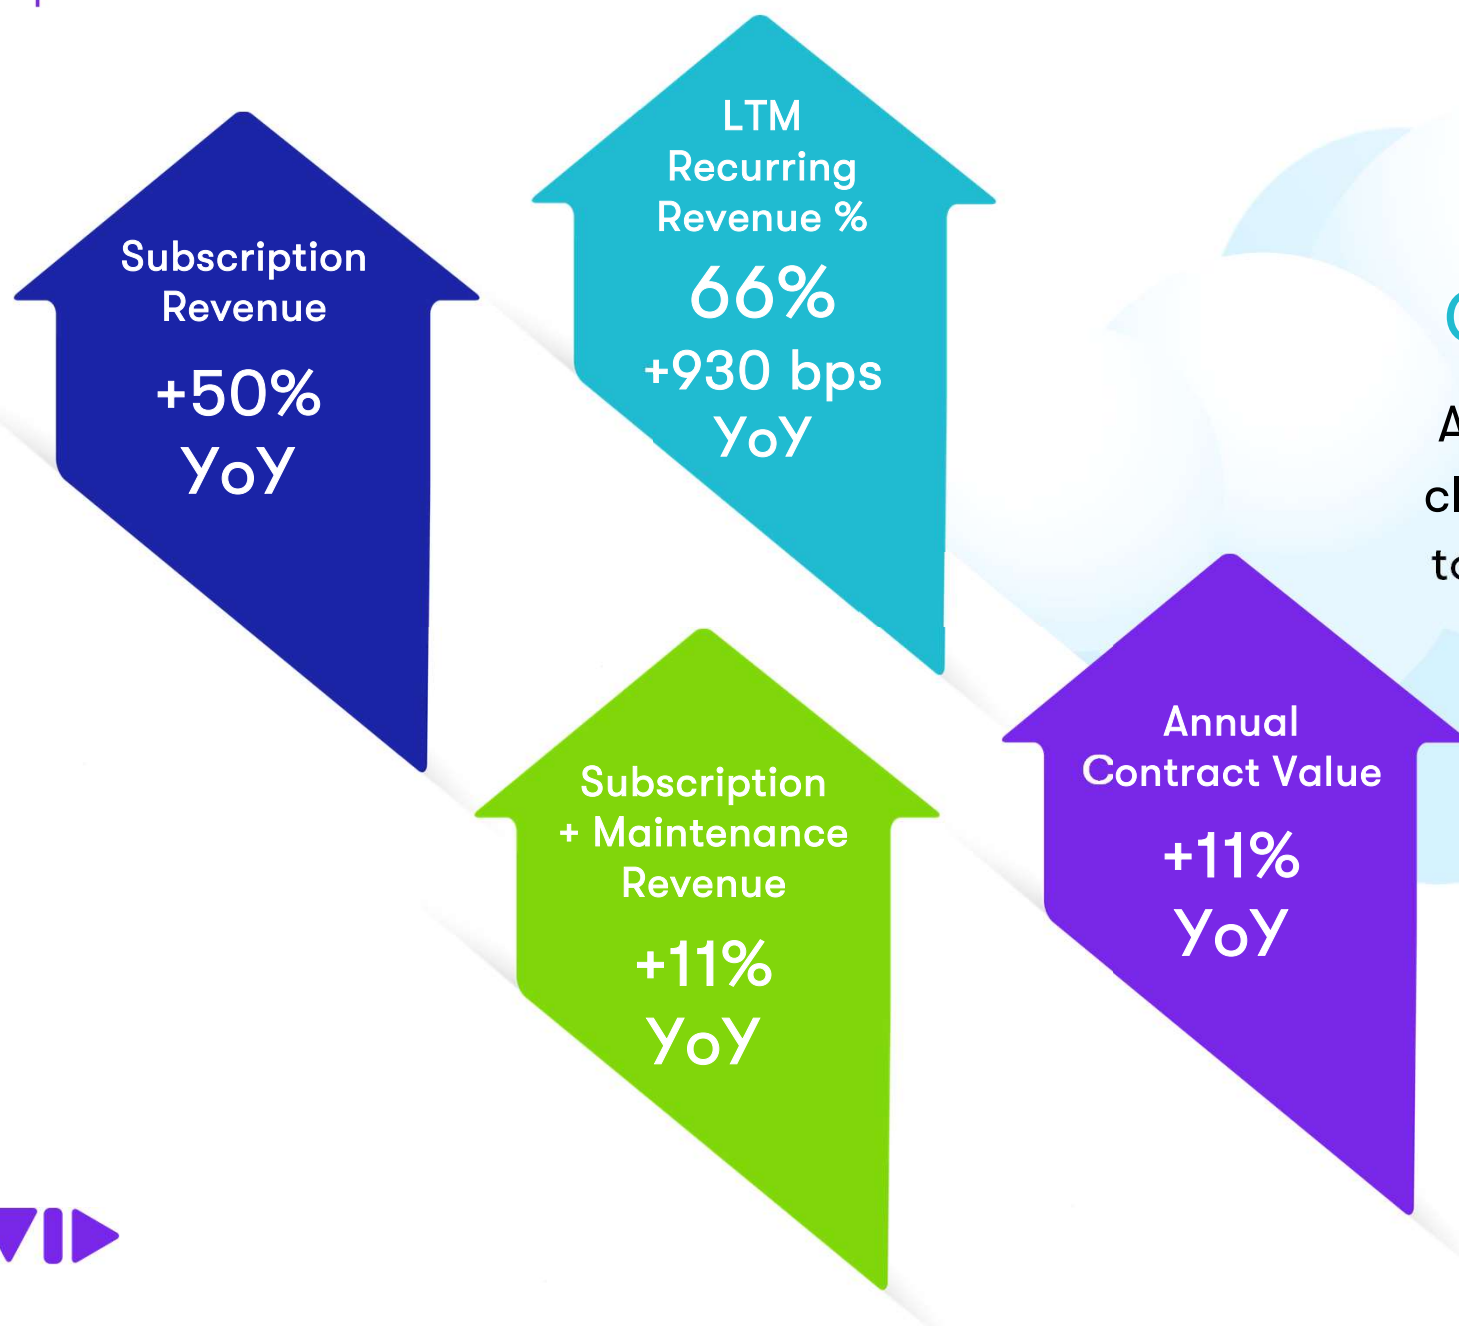 Subscription
Revenue
+50%
YoY
LTM
Recurring
Revenue %
66%
+930 bps
YoY
Subscription
+ Maintenance
Revenue
+11%
YoY
Annual
Contract Value
+11%
YoY